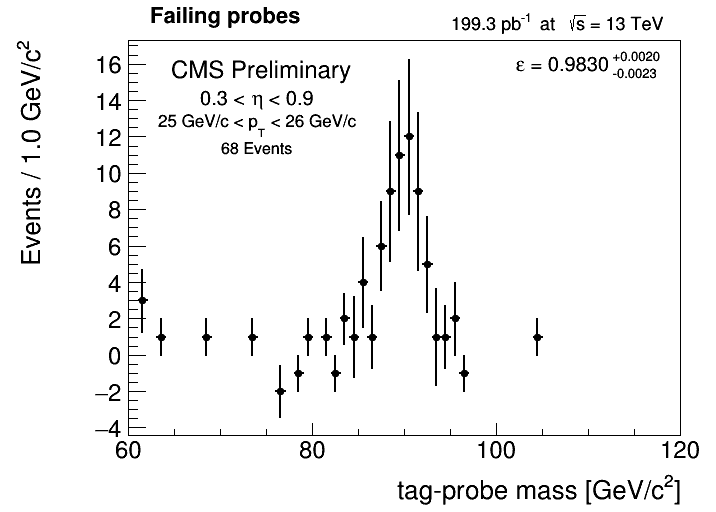 Failing probes
199.3 pb⁻¹ at √s = 13 TeV
CMS Preliminary
0.3 < η < 0.9
25 GeV/c < p_T < 26 GeV/c
68 Events
ε = 0.9830 +0.0020 -0.0023
Events / 1.0 GeV/c²
16
14
12
10
8
6
4
2
0
−2
−4
60 80 100 120
tag-probe mass [GeV/c²]